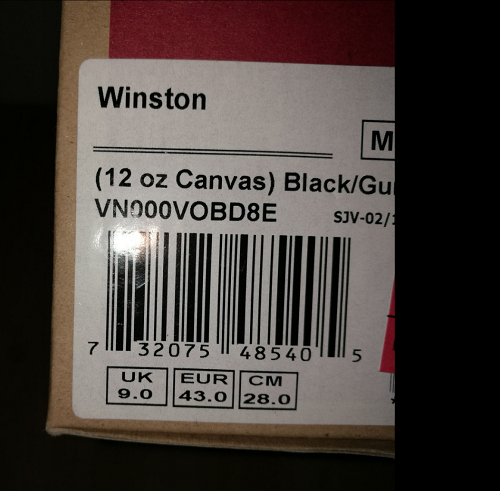 Winston
M
(12 oz Canvas) Black/Gu
VN000VOBD8E SJV-02/1
7 32075 48540 5
UK EUR CM
9.0 43.0 28.0